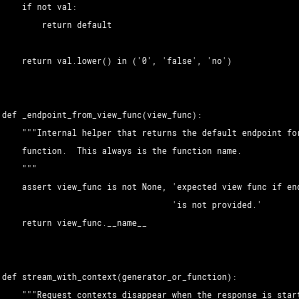 if not val:
return default
return val.lower() in ('0', 'false', 'no')
def _endpoint_from_view_func(view_func):
"""Internal helper that returns the default endpoint for
function.  This always is the function name.
"""
assert view_func is not None, 'expected view func if end
'is not provided.'
return view_func.__name__
def stream_with_context(generator_or_function):
"""Request contexts disappear when the response is start